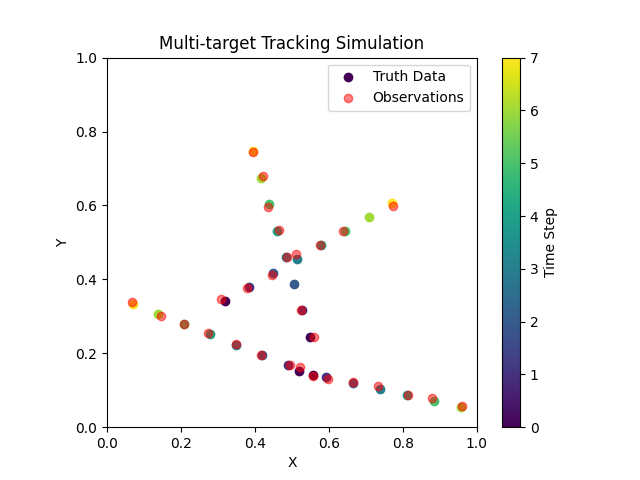 Multi-target Tracking Simulation
Truth Data
Observations
1.0
0.8
0.6
0.4
0.2
0.0
Y
0.0 0.2 0.4 0.6 0.8 1.0
X
7
6
5
4
3
2
1
0
Time Step